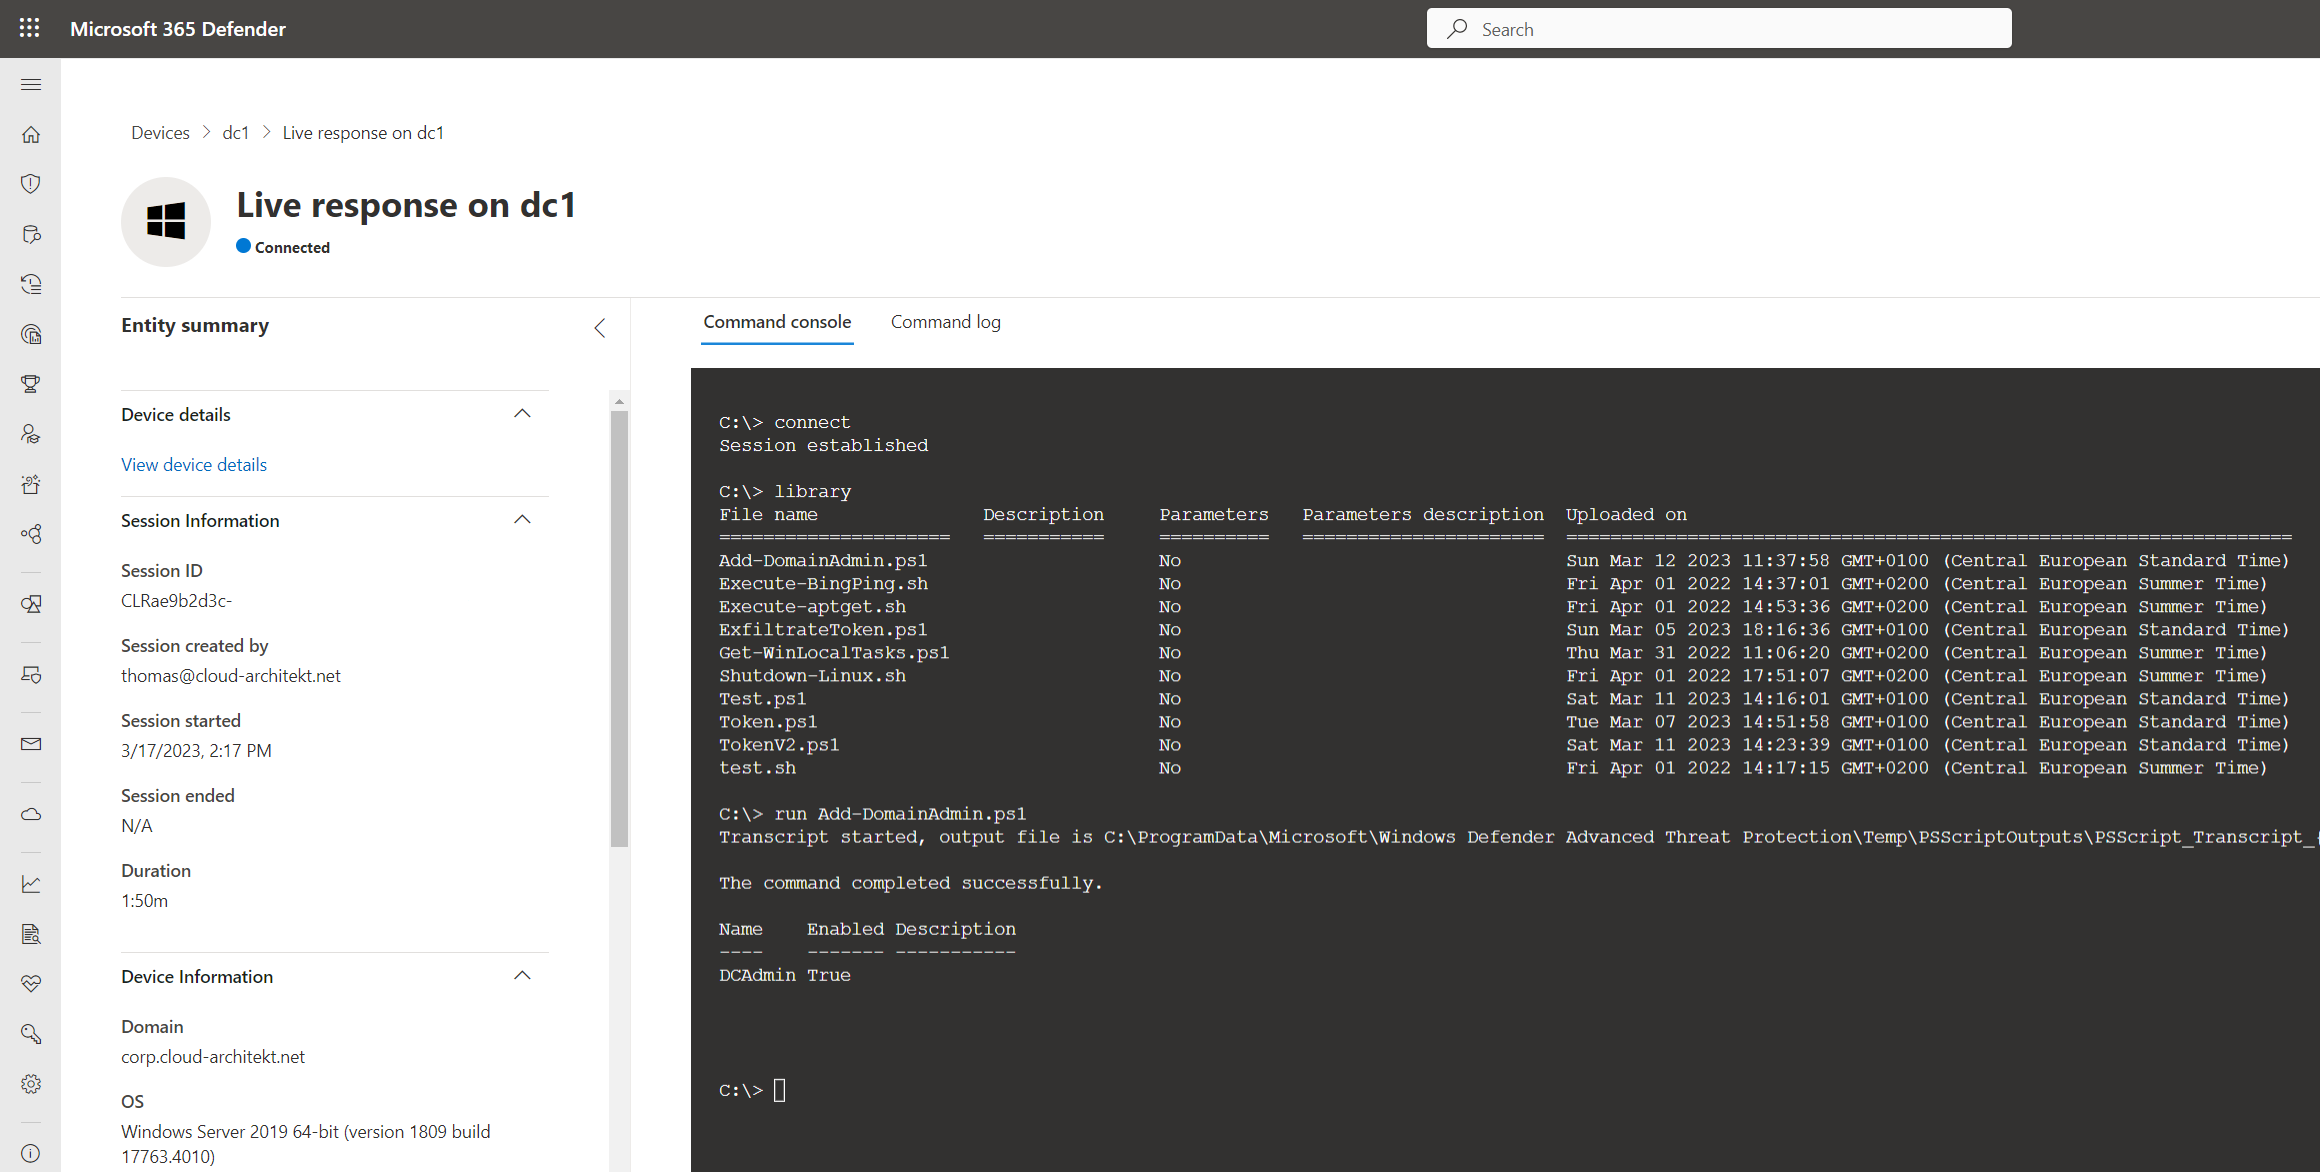 Microsoft 365 Defender
Search
Devices > dc1 > Live response on dc1
Live response on dc1
Connected
Entity summary
Device details
View device details
Session Information
Session ID
CLRae9b2d3c-
Session created by
thomas@cloud-architekt.net
Session started
3/17/2023, 2:17 PM
Session ended
N/A
Duration
1:50m
Device Information
Domain
corp.cloud-architekt.net
OS
Windows Server 2019 64-bit (version 1809 build
17763.4010)
Command console Command log
C:\> connect
Session established
C:\> library
File name Description Parameters Parameters description Uploaded on
===================== =========== ========== ====================== ==================================================================
Add-DomainAdmin.ps1 No Sun Mar 12 2023 11:37:58 GMT+0100 (Central European Standard Time)
Execute-BingPing.sh No Fri Apr 01 2022 14:37:01 GMT+0200 (Central European Summer Time)
Execute-aptget.sh No Fri Apr 01 2022 14:53:36 GMT+0200 (Central European Summer Time)
ExfiltrateToken.ps1 No Sun Mar 05 2023 18:16:36 GMT+0100 (Central European Standard Time)
Get-WinLocalTasks.ps1 No Thu Mar 31 2022 11:06:20 GMT+0200 (Central European Summer Time)
Shutdown-Linux.sh No Fri Apr 01 2022 17:51:07 GMT+0200 (Central European Summer Time)
Test.ps1 No Sat Mar 11 2023 14:16:01 GMT+0100 (Central European Standard Time)
Token.ps1 No Tue Mar 07 2023 14:51:58 GMT+0100 (Central European Standard Time)
TokenV2.ps1 No Sat Mar 11 2023 14:23:39 GMT+0100 (Central European Standard Time)
test.sh No Fri Apr 01 2022 14:17:15 GMT+0200 (Central European Summer Time)
C:\> run Add-DomainAdmin.ps1
Transcript started, output file is C:\ProgramData\Microsoft\Windows Defender Advanced Threat Protection\Temp\PSScriptOutputs\PSScript_Transcript_
The command completed successfully.
Name Enabled Description
---- ------- -----------
DCAdmin True
C:\>